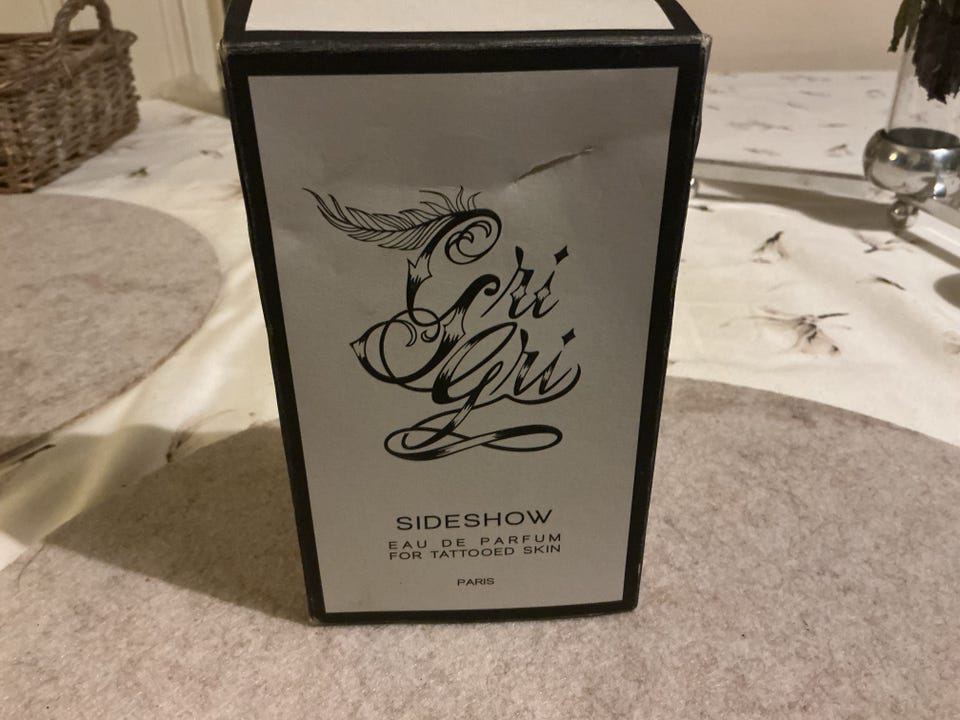 Gri
Gri
SIDESHOW
EAU DE PARFUM
FOR TATTOOED SKIN
PARIS